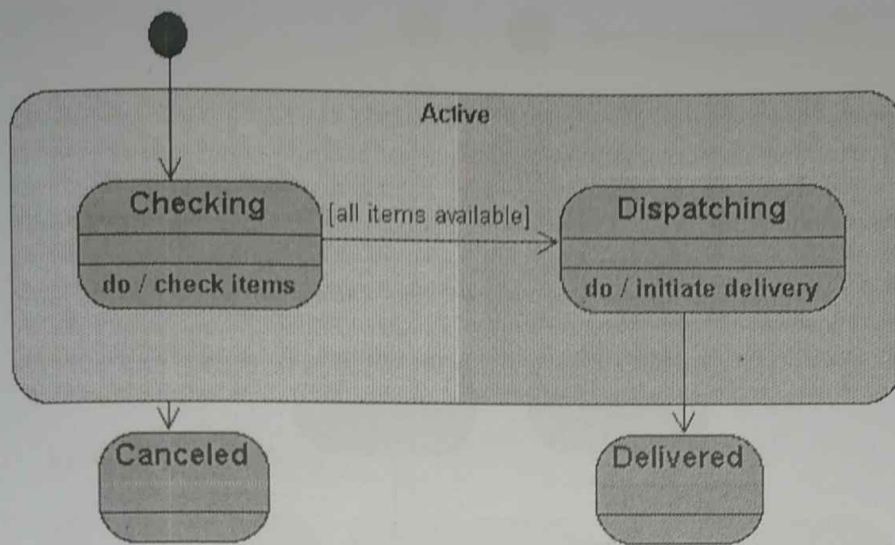 Active
Checking
[all items available]
Dispatching
do / check items
do / initiate delivery
Canceled
Delivered